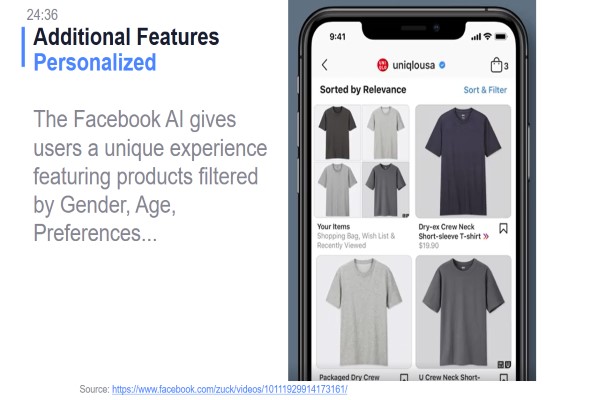 24:36
Additional Features
Personalized
The Facebook AI gives
users a unique experience
featuring products filtered
by Gender, Age,
Preferences...
9:41
UNI QLO
uniqlousa
3
Sorted by Relevance
Sort & Filter
Your Items
Shopping Bag, Wish List &
Recently Viewed
Dry-ex Crew Neck
Short-sleeve T-shirt »
$19.90
Packaged Dry Crew
U Crew Neck Short-
Source: https://www.facebook.com/zuck/videos/10111929914173161/